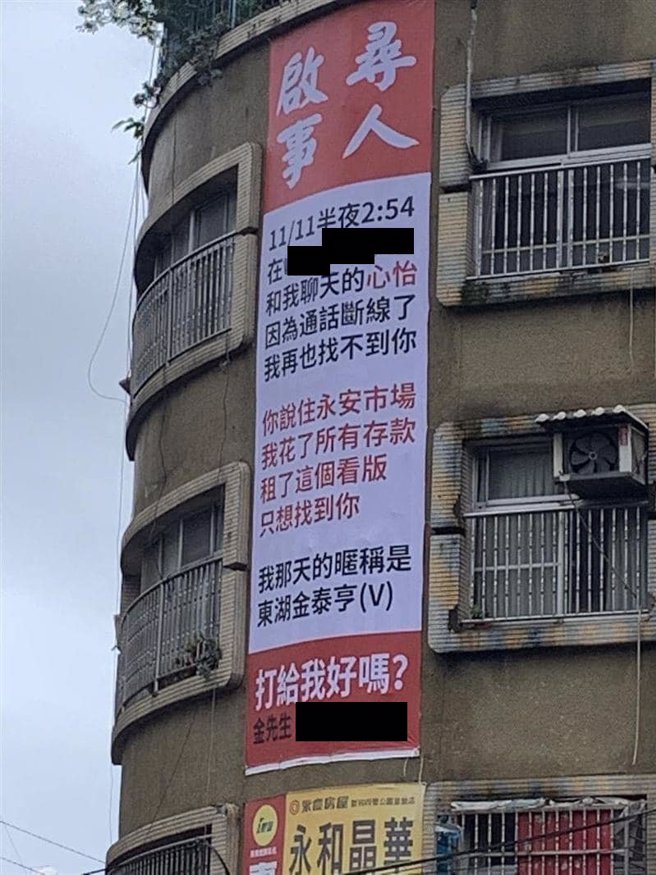 尋人
啟事
11/11半夜2:54
在
和我聊天的心怡
因為通話斷線了
我再也找不到你
你說住永安市場
我花了所有存款
租了這個看版
只想找到你
我那天的暱稱是
東湖金泰亨(V)
打給我好嗎?
金先生
永和晶華